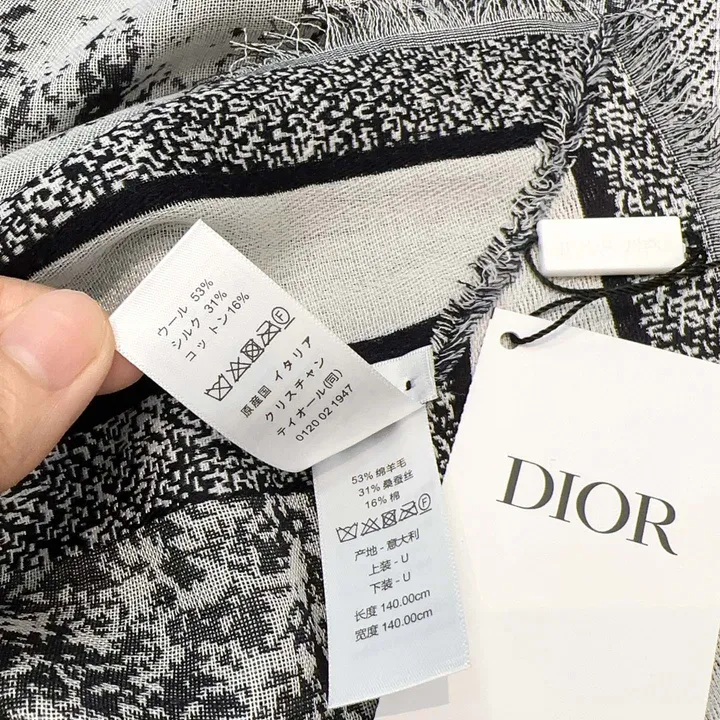 ウール 53%
シルク 31%
コットン16%
原産国 イタリア
クリスチャン
ディオール(同)
0120 02 1947
53% 绵羊毛
31% 桑蚕丝
16% 棉
产地 - 意大利
上装 - U
下装 - U
长度 140.00cm
宽度 140.00cm
DIOR